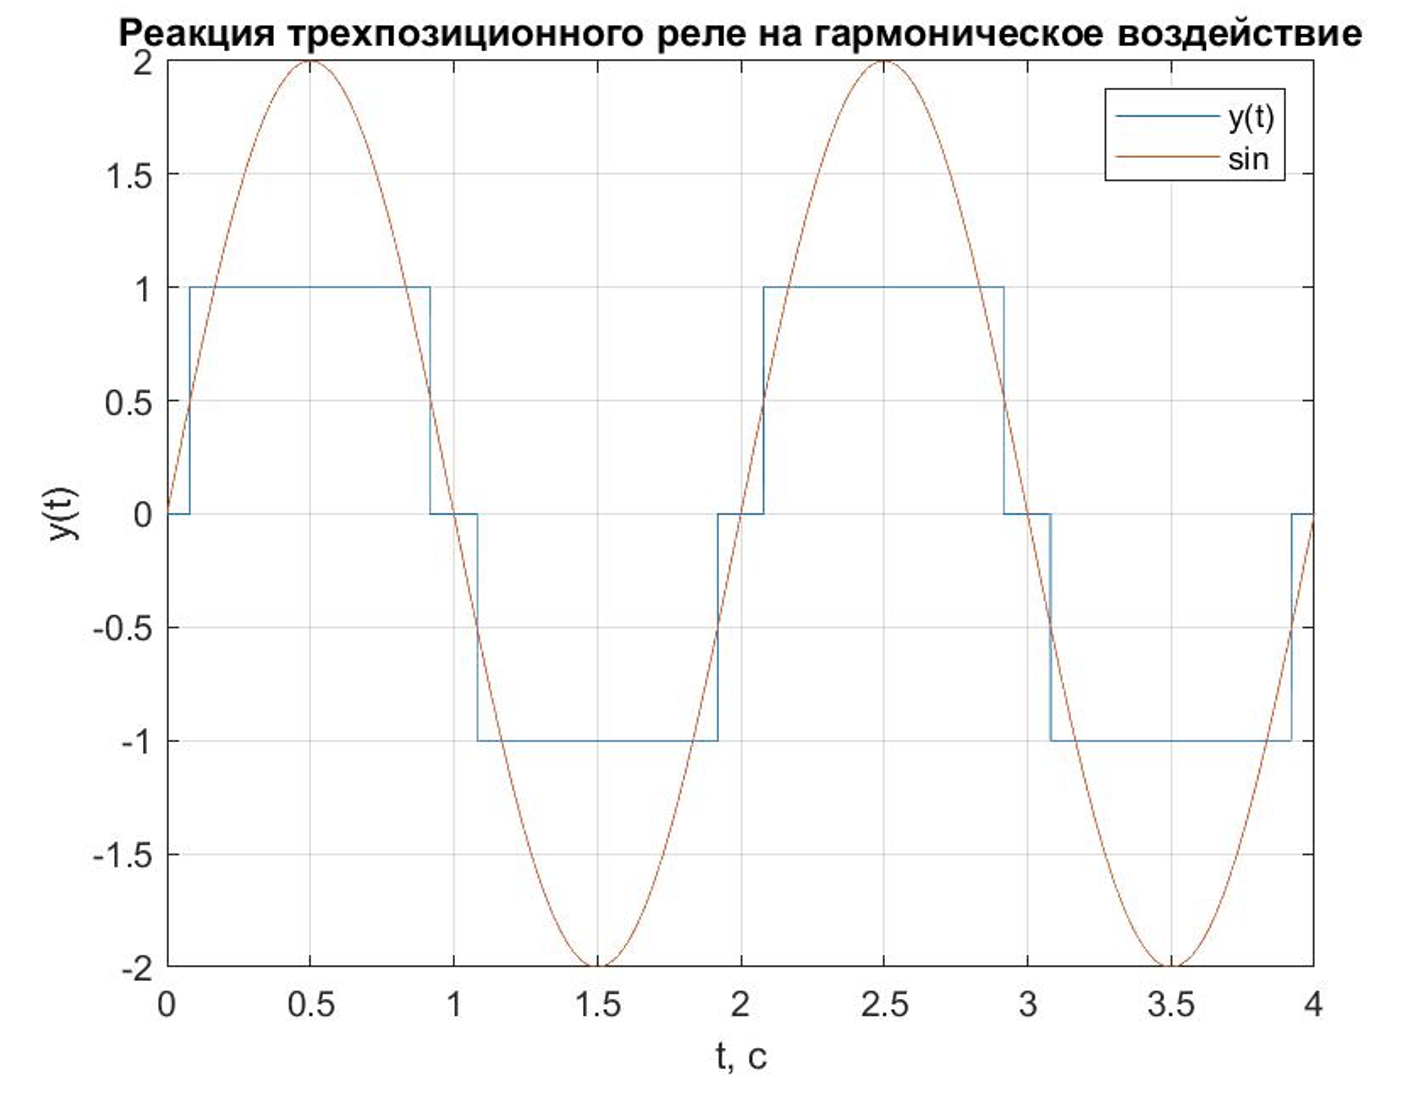 Реакция трехпозиционного реле на гармоническое воздействие
y(t)
sin
2
1.5
1
0.5
0
-0.5
-1
-1.5
-2
y(t)
0 0.5 1 1.5 2 2.5 3 3.5 4
t, c